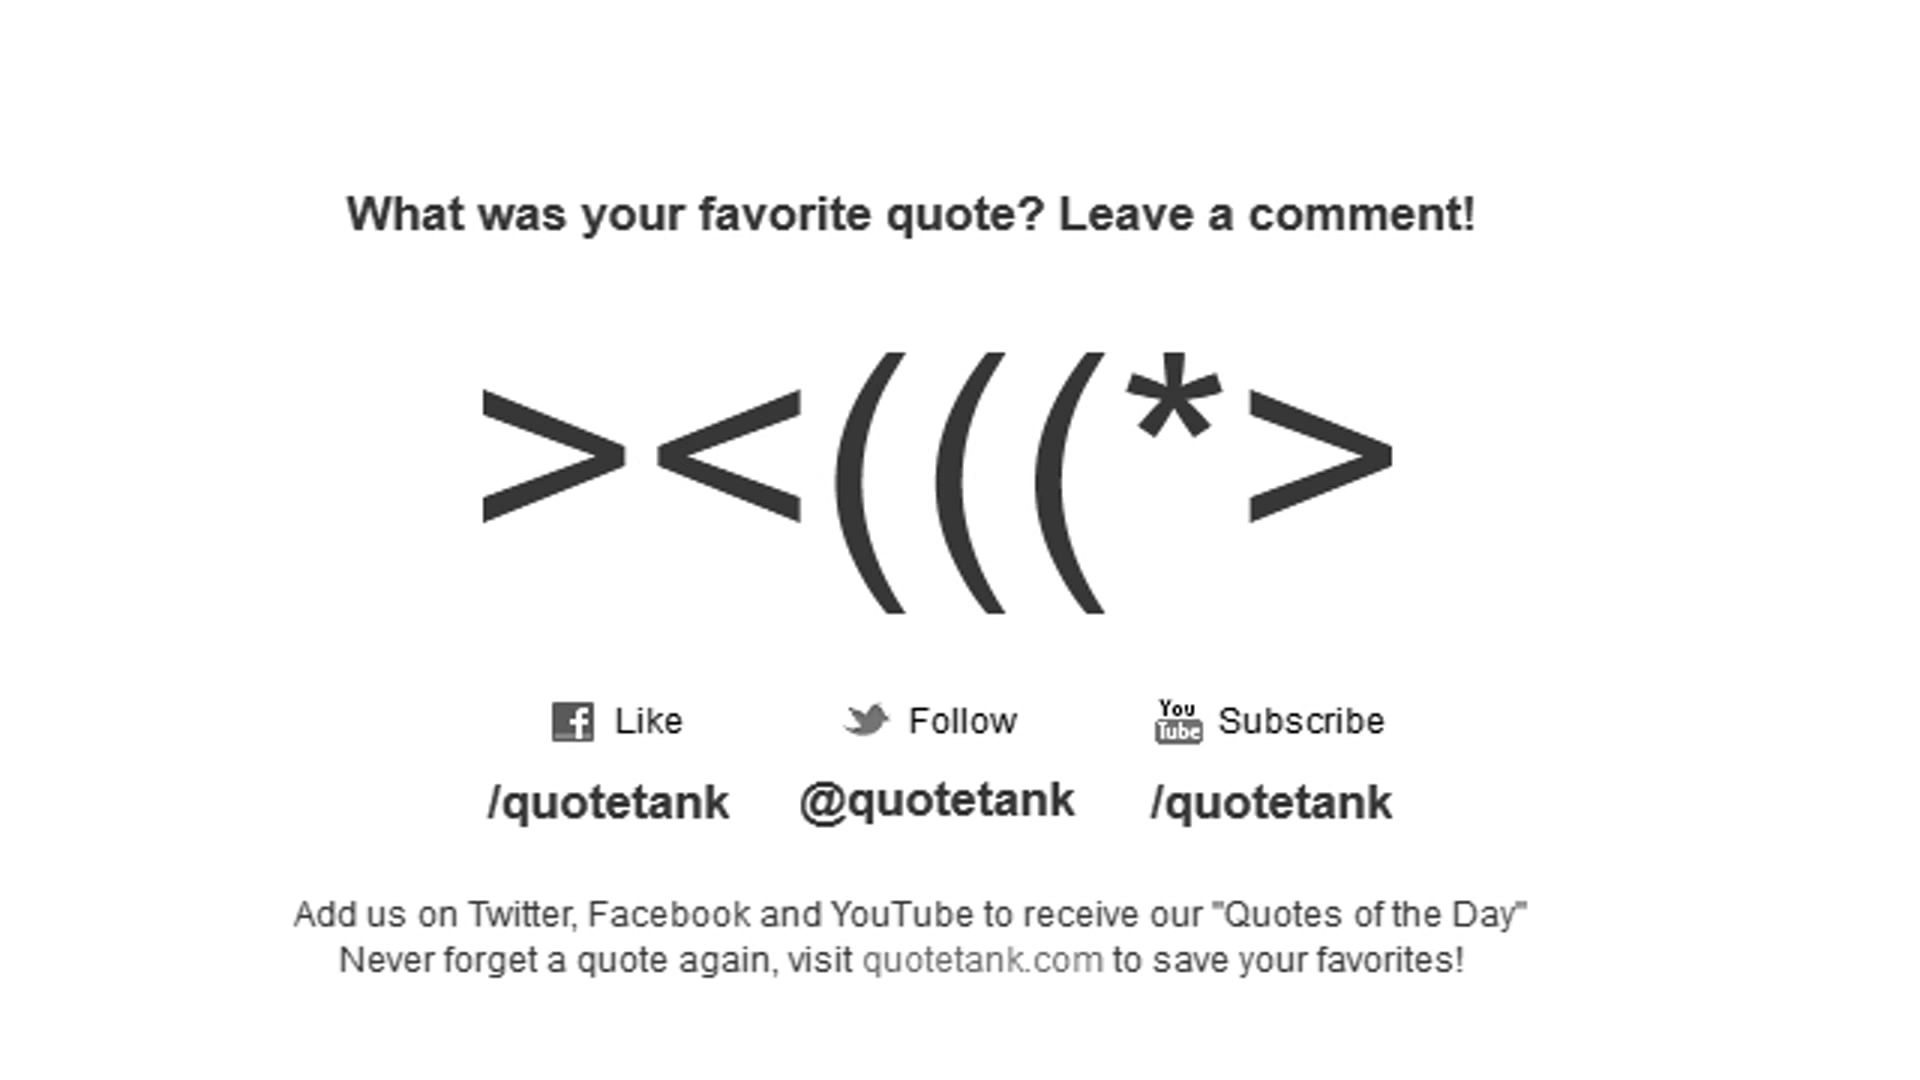 What was your favorite quote? Leave a comment!
><(((*>
f Like Follow You Tube Subscribe
/quotetank @quotetank /quotetank
Add us on Twitter, Facebook and YouTube to receive our "Quotes of the Day"
Never forget a quote again, visit quotetank.com to save your favorites!